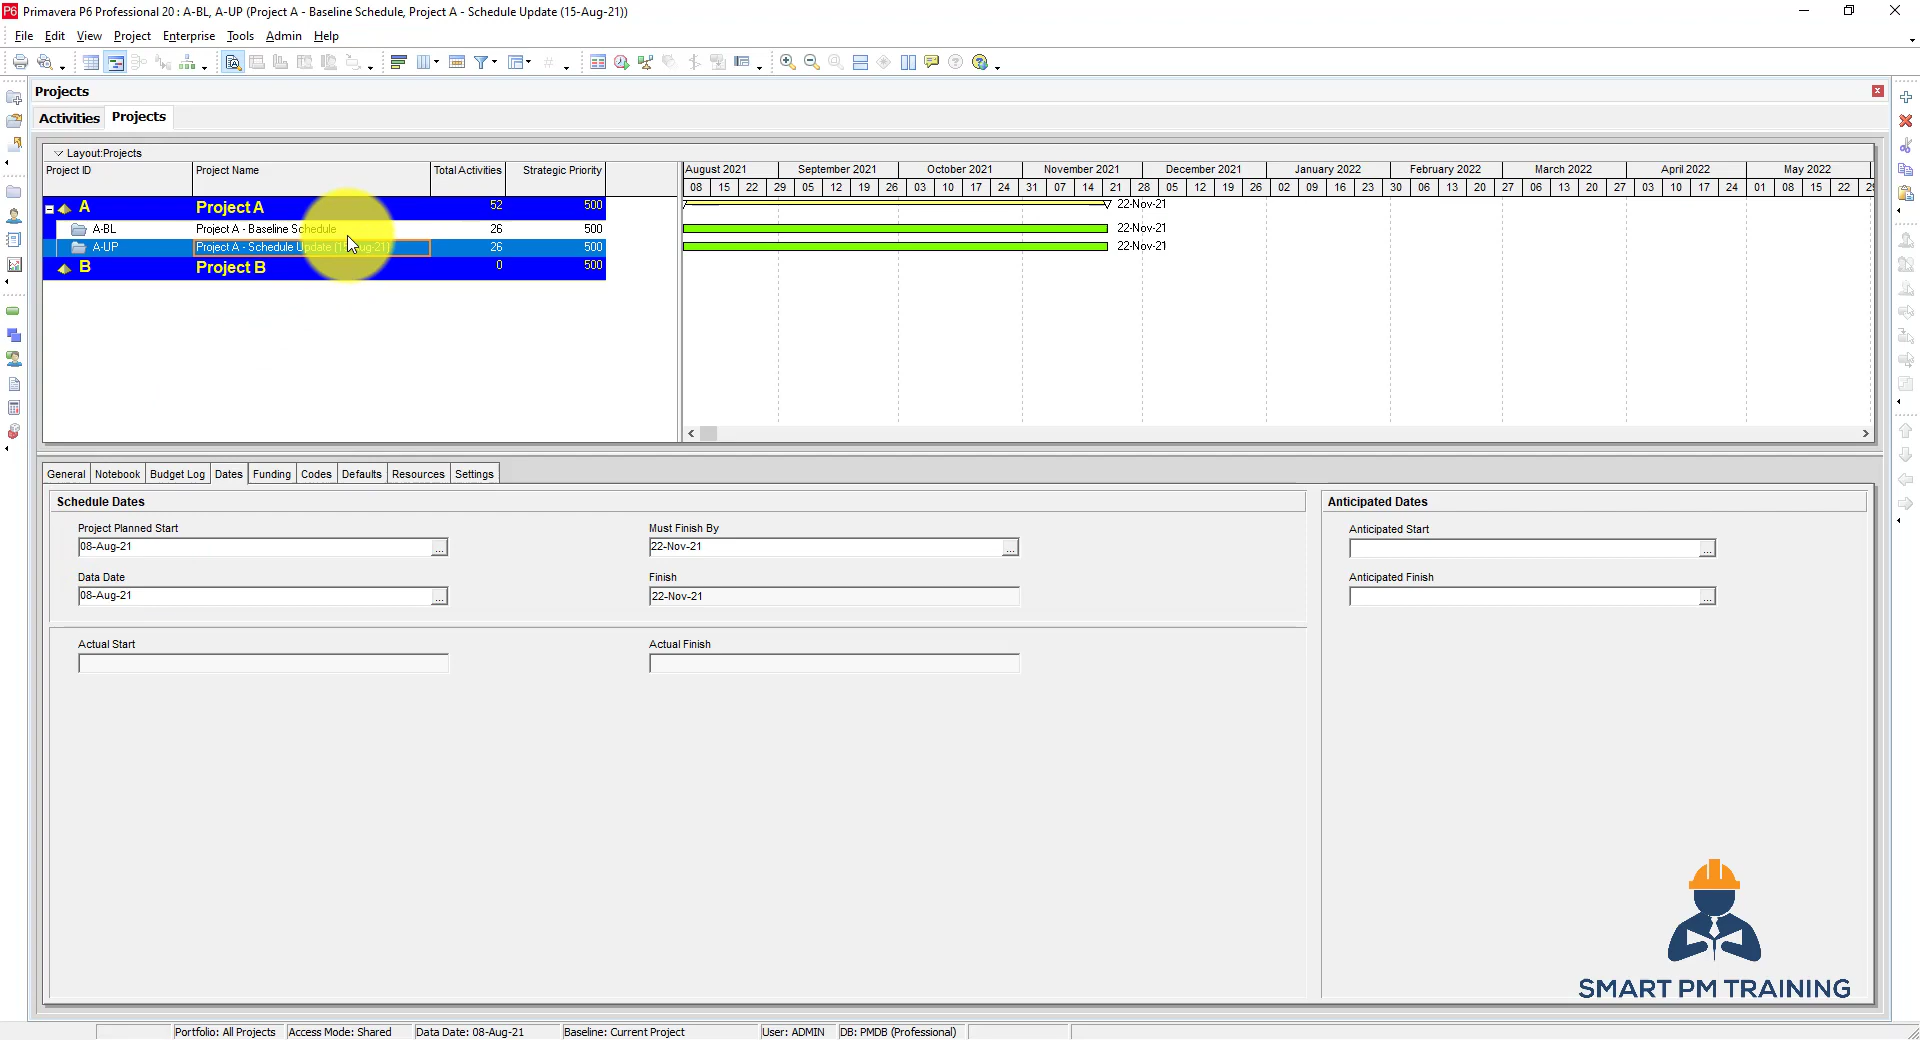 P6 Primavera P6 Professional 20 : A-BL, A-UP (Project A - Baseline Schedule, Project A - Schedule Update (15-Aug-21))
File Edit View Project Enterprise Tools Admin Help
Projects
Activities Projects
Layout:Projects
Project ID Project Name Total Activities Strategic Priority
August 2021 September 2021 October 2021 November 2021 December 2021 January 2022 February 2022 March 2022 April 2022 May 2022
08 15 22 29 05 12 19 26 03 10 17 24 31 07 14 21 28 05 12 19 26 02 09 16 23 30 06 13 20 27 06 13 20 27 03 10 17 24 01 08 15 22
A Project A 52 500 22-Nov-21
A-BL Project A - Baseline Schedule 26 500 22-Nov-21
A-UP Project A - Schedule Update 26 500 22-Nov-21
B Project B 0 500
General Notebook Budget Log Dates Funding Codes Defaults Resources Settings
Schedule Dates
Project Planned Start Must Finish By
08-Aug-21 ... 22-Nov-21 ...
Data Date Finish
08-Aug-21 ... 22-Nov-21
Actual Start Actual Finish
Anticipated Dates
Anticipated Start
...
Anticipated Finish
...
SMART PM TRAINING
Portfolio: All Projects Access Mode: Shared Data Date: 08-Aug-21 Baseline: Current Project User: ADMIN DB: PMDB (Professional)